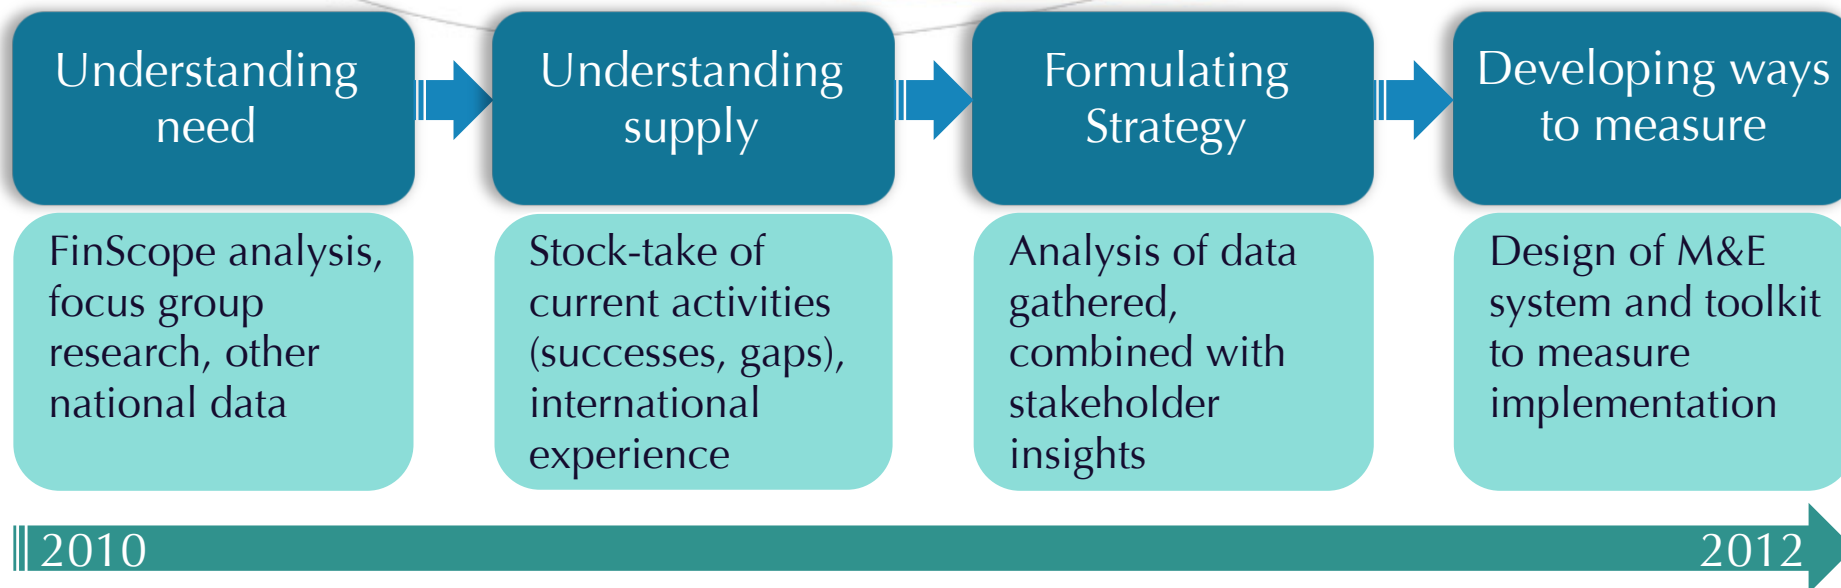 Understanding
need
Understanding
supply
Formulating
Strategy
Developing ways
to measure
FinScope analysis,
focus group
research, other
national data
Stock-take of
current activities
(successes, gaps),
international
experience
Analysis of data
gathered,
combined with
stakeholder
insights
Design of M&E
system and toolkit
to measure
implementation
2010
2012